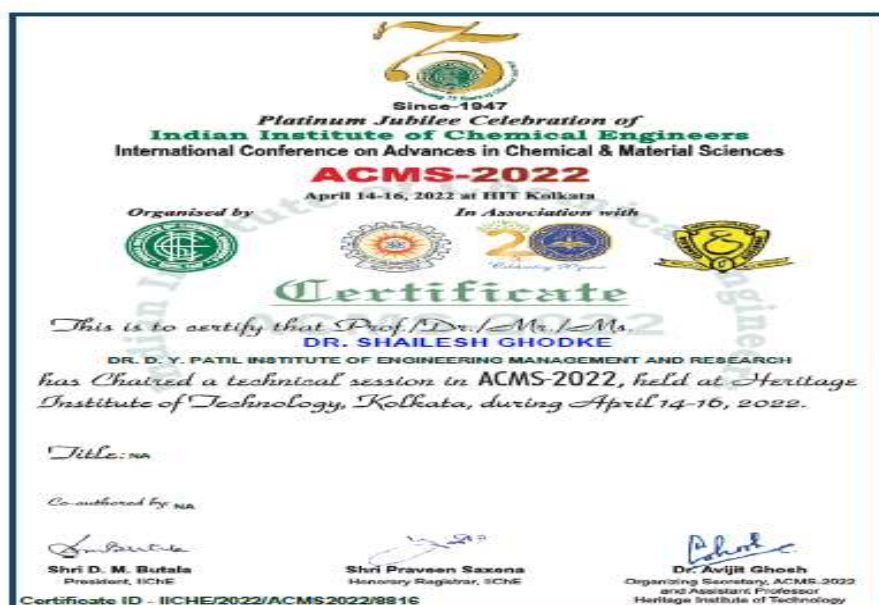 75
Since-1947
Platinum Jubilee Celebration of
Indian Institute of Chemical Engineers
International Conference on Advances in Chemical & Material Sciences
ACMS-2022
April 14-16, 2022 at HIT Kolkata
Organised by In Association with
20
Certificate
This is to certify that Prof./Dr./Mr./Ms.
DR. SHAILESH GHODKE
DR. D. Y. PATIL INSTITUTE OF ENGINEERING MANAGEMENT AND RESEARCH
has Chaired a technical session in ACMS-2022, held at Heritage
Institute of Technology, Kolkata, during April 14-16, 2022.
Title: NA
Co-authored by: NA
Shri D. M. Butala
President, IIChE
Shri Praveen Saxena
Honorary Registrar, IIChE
Dr. Avijit Ghosh
Organizing Secretary, ACMS-2022
and Assistant Professor
Heritage Institute of Technology
Certificate ID - IICHE/2022/ACMS2022/8816